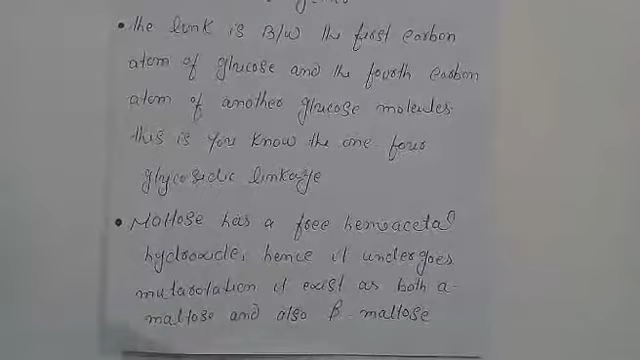 • The link is B/W the first carbon
atom of glucose and the fourth carbon
atom of another glucose molecules.
this is you know the one-four
glycosidic linkage
• Maltose has a free hemiacetal
hydroxide, hence it undergoes
mutarotation it exist as both a-
maltose and also β-maltose